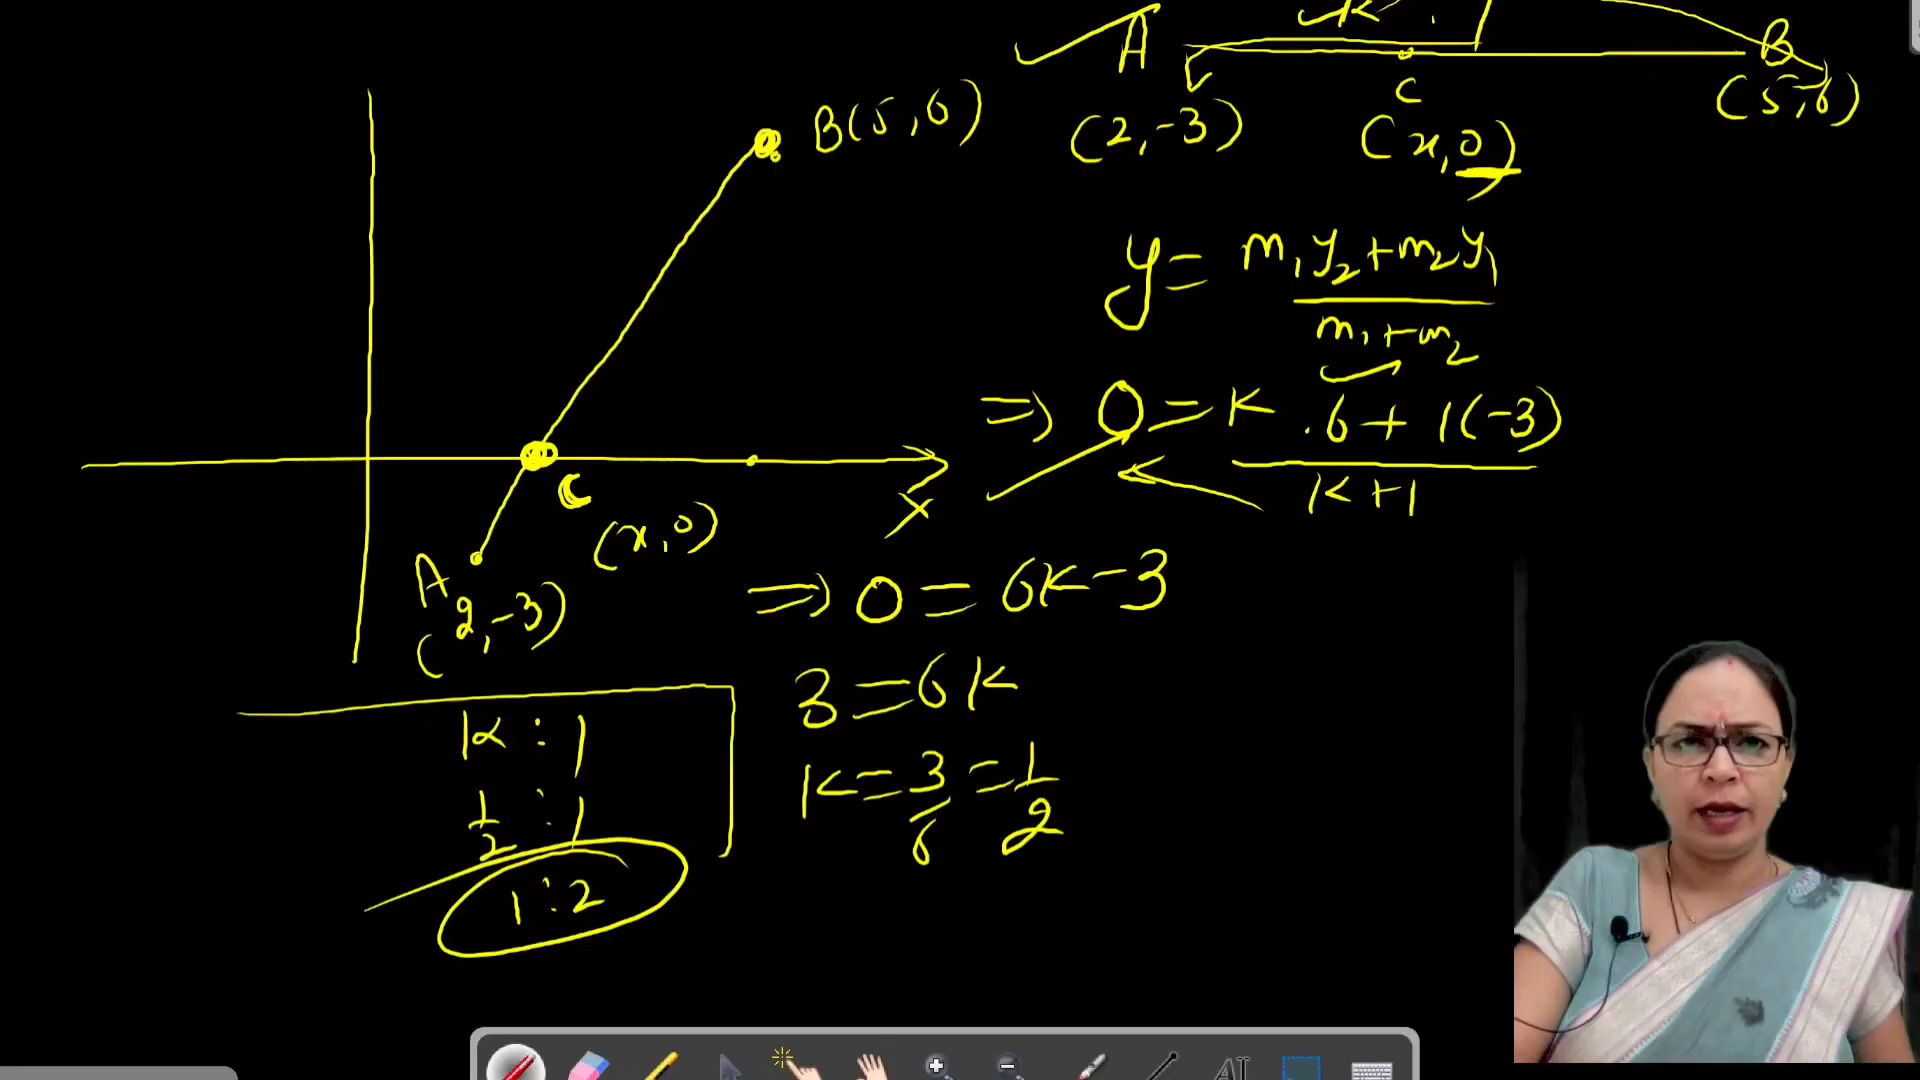 K : 1
A B
C
(2,-3) (x,0) (5,6)
B(5,6)
y = m₁y₂+m₂y₁
m₁+m₂
=> 0 = K .6 + 1(-3)
K+1
C
(x,0)
X
A
(2,-3)
=> 0 = 6K-3
3 = 6K
K = 3/6 = 1/2
K : 1
1/2 : 1
1:2